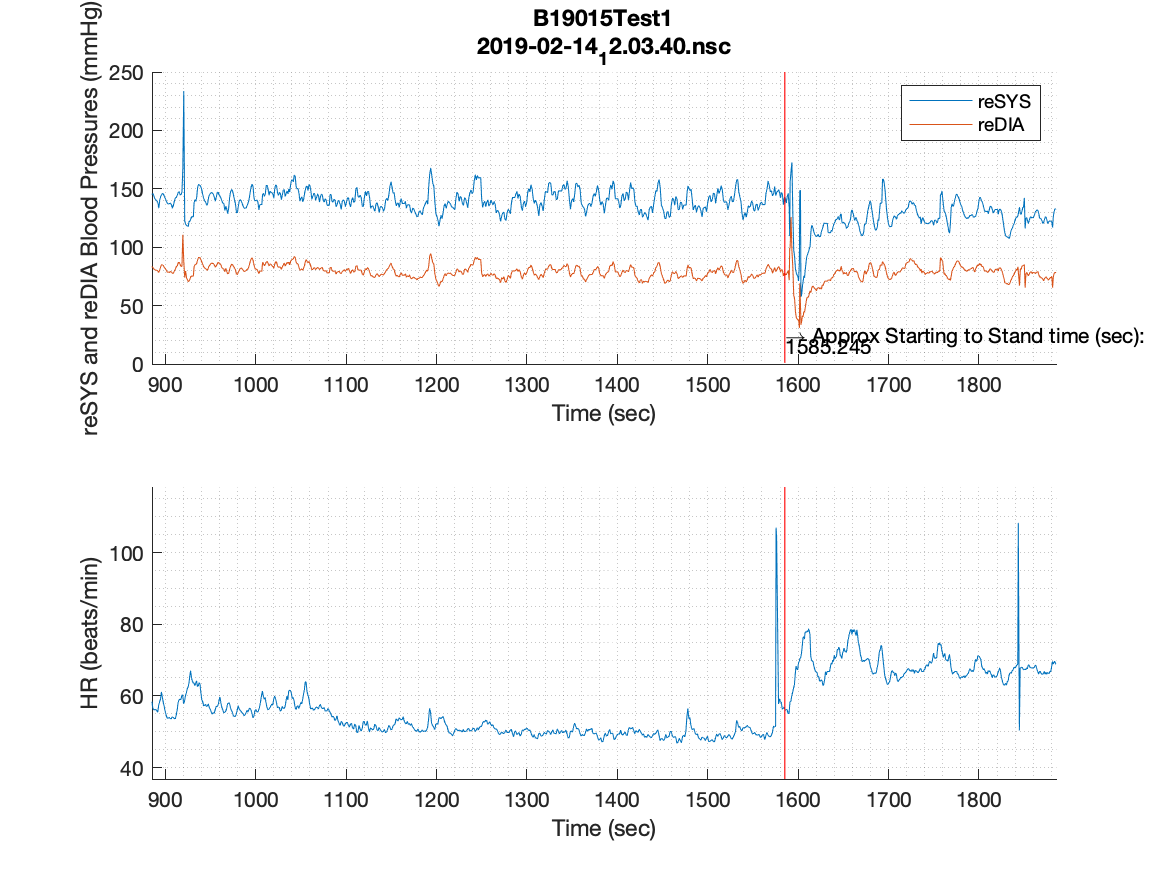 B19015Test1
2019-02-14₁2.03.40.nsc
reSYS and reDIA Blood Pressures (mmHg)
250
200
150
100
50
0
reSYS
reDIA
→ Approx Starting to Stand time (sec):
1585.245
900 1000 1100 1200 1300 1400 1500 1600 1700 1800
Time (sec)
HR (beats/min)
100
80
60
40
900 1000 1100 1200 1300 1400 1500 1600 1700 1800
Time (sec)